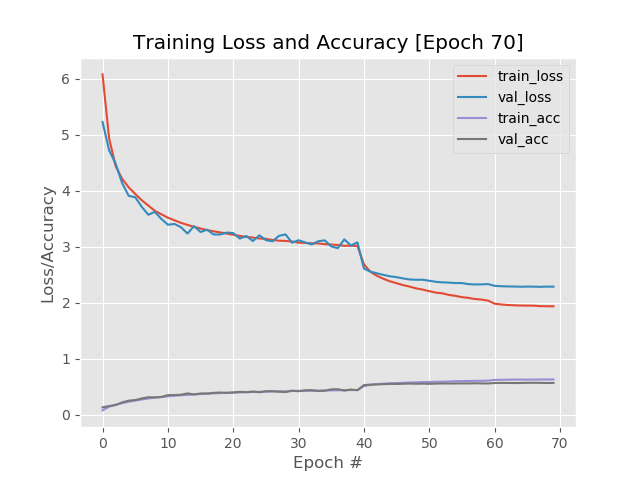 Training Loss and Accuracy [Epoch 70]
train_loss
val_loss
train_acc
val_acc
6
5
4
3
2
1
0
Loss/Accuracy
0 10 20 30 40 50 60 70
Epoch #